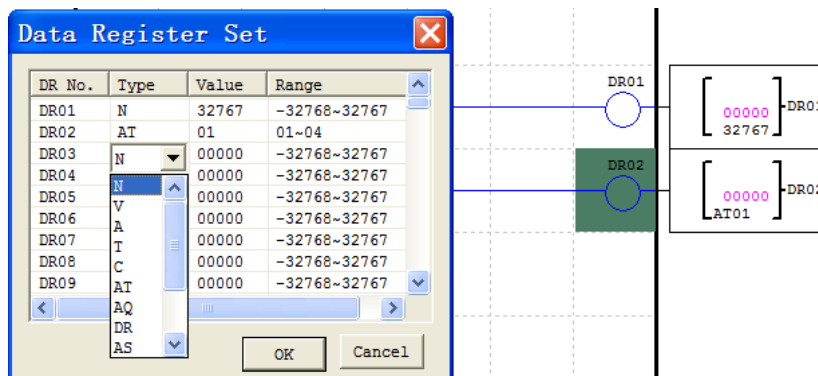 Data Register Set
DR No. Type Value Range
DR01 N 32767 -32768~32767
DR02 AT 01 01~04
DR03 N 00000 -32768~32767
DR04 00000 -32768~32767
DR05 00000 -32768~32767
DR06 00000 -32768~32767
DR07 00000 -32768~32767
DR08 00000 -32768~32767
DR09 00000 -32768~32767
N
V
A
T
C
AT
AQ
DR
AS
OK Cancel
DR01
00000 DR01
32767
DR02
00000 DR02
AT01